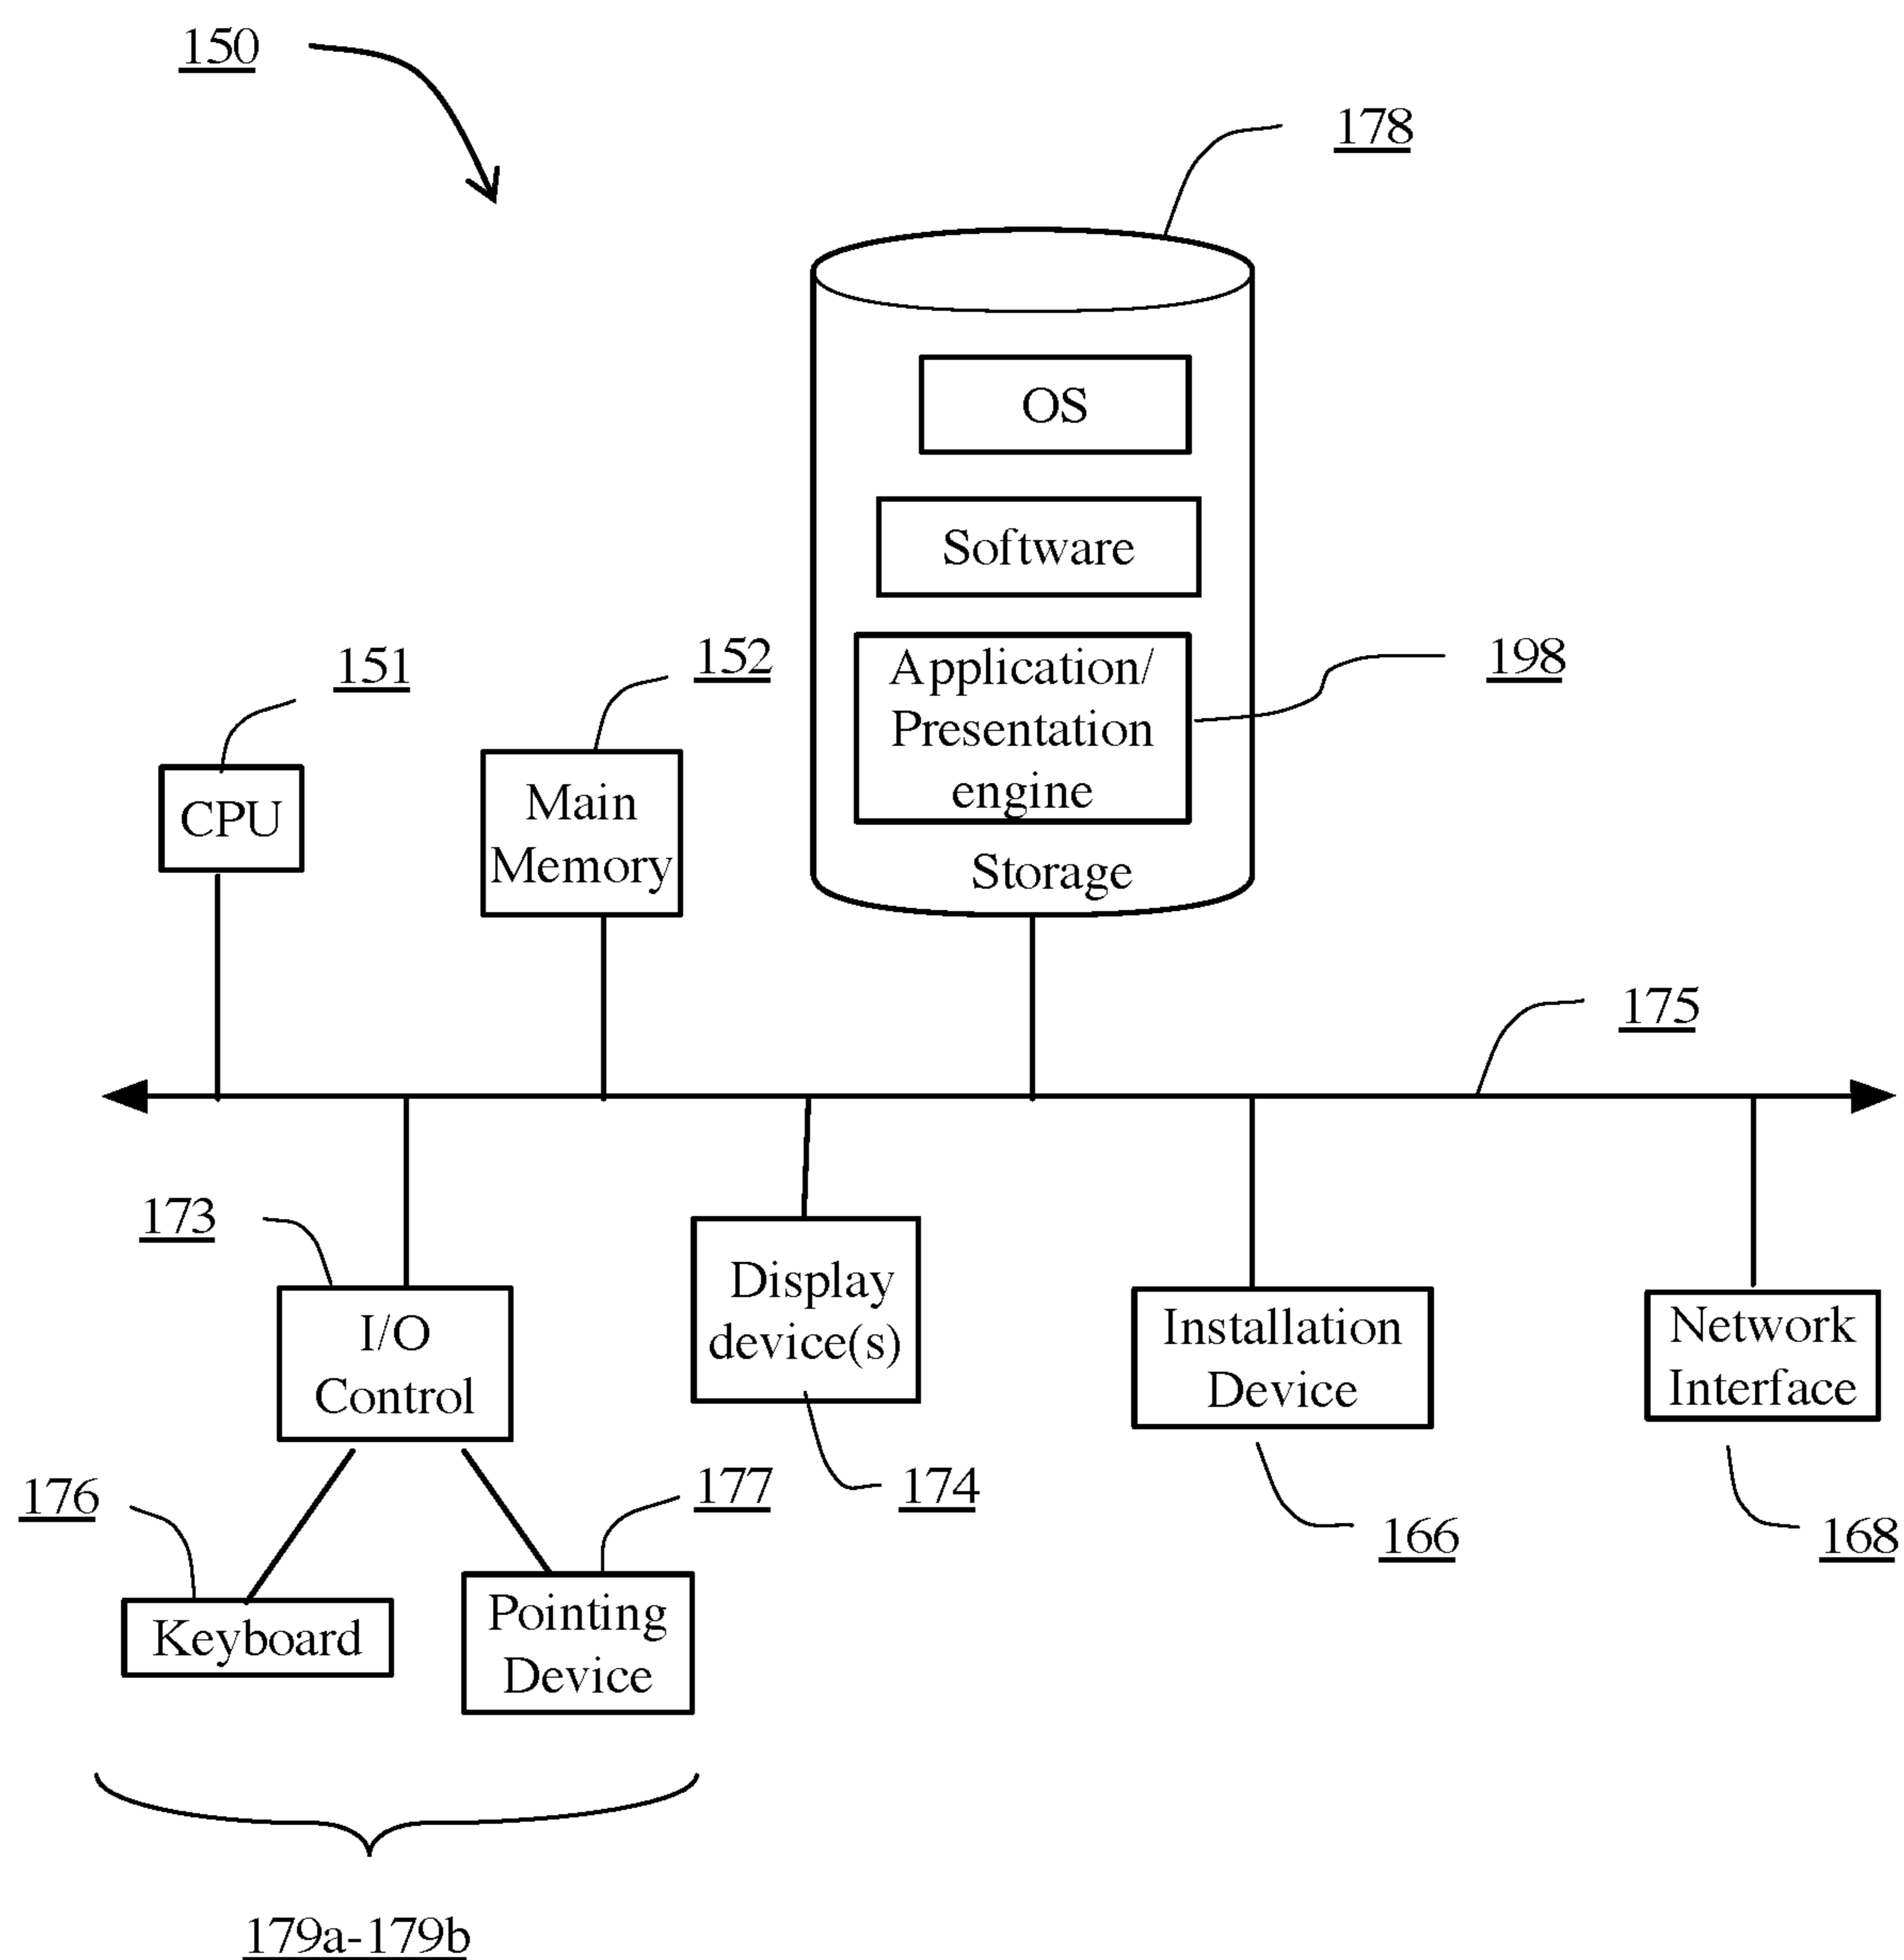 150
178
OS
Software
151
152
198
Application/
Presentation
engine
CPU
Main
Memory
Storage
175
173
I/O
Control
Display
device(s)
Installation
Device
Network
Interface
176
177
174
166
168
Keyboard
Pointing
Device
179a-179b